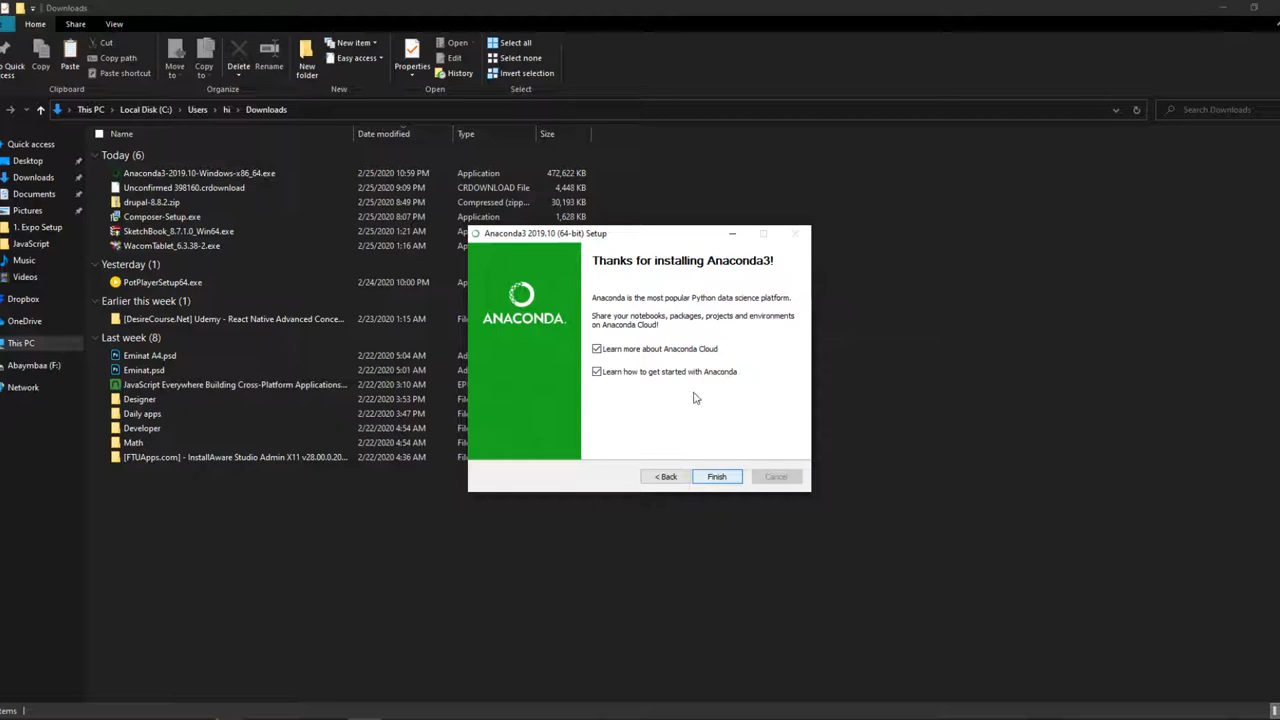 Downloads
Home Share View
Cut
Copy path
Paste shortcut
Quick
cess
Copy
Paste
Move
to
Copy
to
Delete
Rename
New
folder
New item
Easy access
Properties
Open
Edit
History
Select all
Select none
Invert selection
Clipboard
Organize
New
Open
Select
This PC Local Disk (C:) Users hi Downloads
Search Downloads
Name Date modified Type Size
Quick access
Desktop
Downloads
Documents
Pictures
1. Expo Setup
JavaScript
Music
Videos
Dropbox
OneDrive
This PC
Abaymbaa (F:)
Network
Today (6)
Anaconda3-2019.10-Windows-x86_64.exe 2/25/2020 10:59 PM Application 472,622 KB
Unconfirmed 398160.crdownload 2/25/2020 9:09 PM CRDOWNLOAD File 4,448 KB
drupal-8.8.2.zip 2/25/2020 8:09 PM Compressed (zipp... 30,193 KB
Composer-Setup.exe 2/25/2020 8:07 PM Application 1,628 KB
SketchBook_8.7.1.0_Win64.exe 2/25/2020 1:21 AM
WacomTablet_6.3.38-2.exe 2/25/2020 1:16 AM
Yesterday (1)
PotPlayerSetup64.exe 2/24/2020 10:00 PM
Earlier this week (1)
[DesireCourse.Net] Udemy - React Native Advanced Conce... 2/23/2020 1:15 AM
Last week (8)
Eminat A4.psd 2/22/2020 5:04 AM
Eminat.psd 2/22/2020 4:58 AM
JavaScript Everywhere Building Cross-Platform Applications... 2/22/2020 3:10 AM
Designer 2/22/2020 3:53 PM
Daily apps 2/22/2020 3:47 PM
Developer 2/22/2020 4:54 AM
Math 2/22/2020 4:54 AM
[FTUApps.com] - InstallAware Studio Admin X11 v28.00.0.20... 2/22/2020 4:36 AM
Anaconda3 2019.10 (64-bit) Setup
ANACONDA.
Thanks for installing Anaconda3!
Anaconda is the most popular Python data science platform.
Share your notebooks, packages, projects and environments
on Anaconda Cloud!
Learn more about Anaconda Cloud
Learn how to get started with Anaconda
< Back Finish Cancel
tems